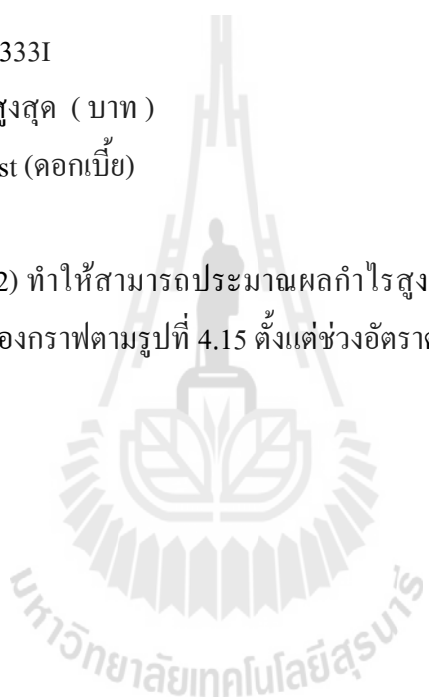 333I
สูงสุด ( บาท )
st (ดอกเบี้ย)
2) ทำให้สามารถประมาณผลกำไรสูง
องกราฟตามรูปที่ 4.15 ตั้งแต่ช่วงอัตรา
มหาวิทยาลัยเทคโนโลยีสุรนารี